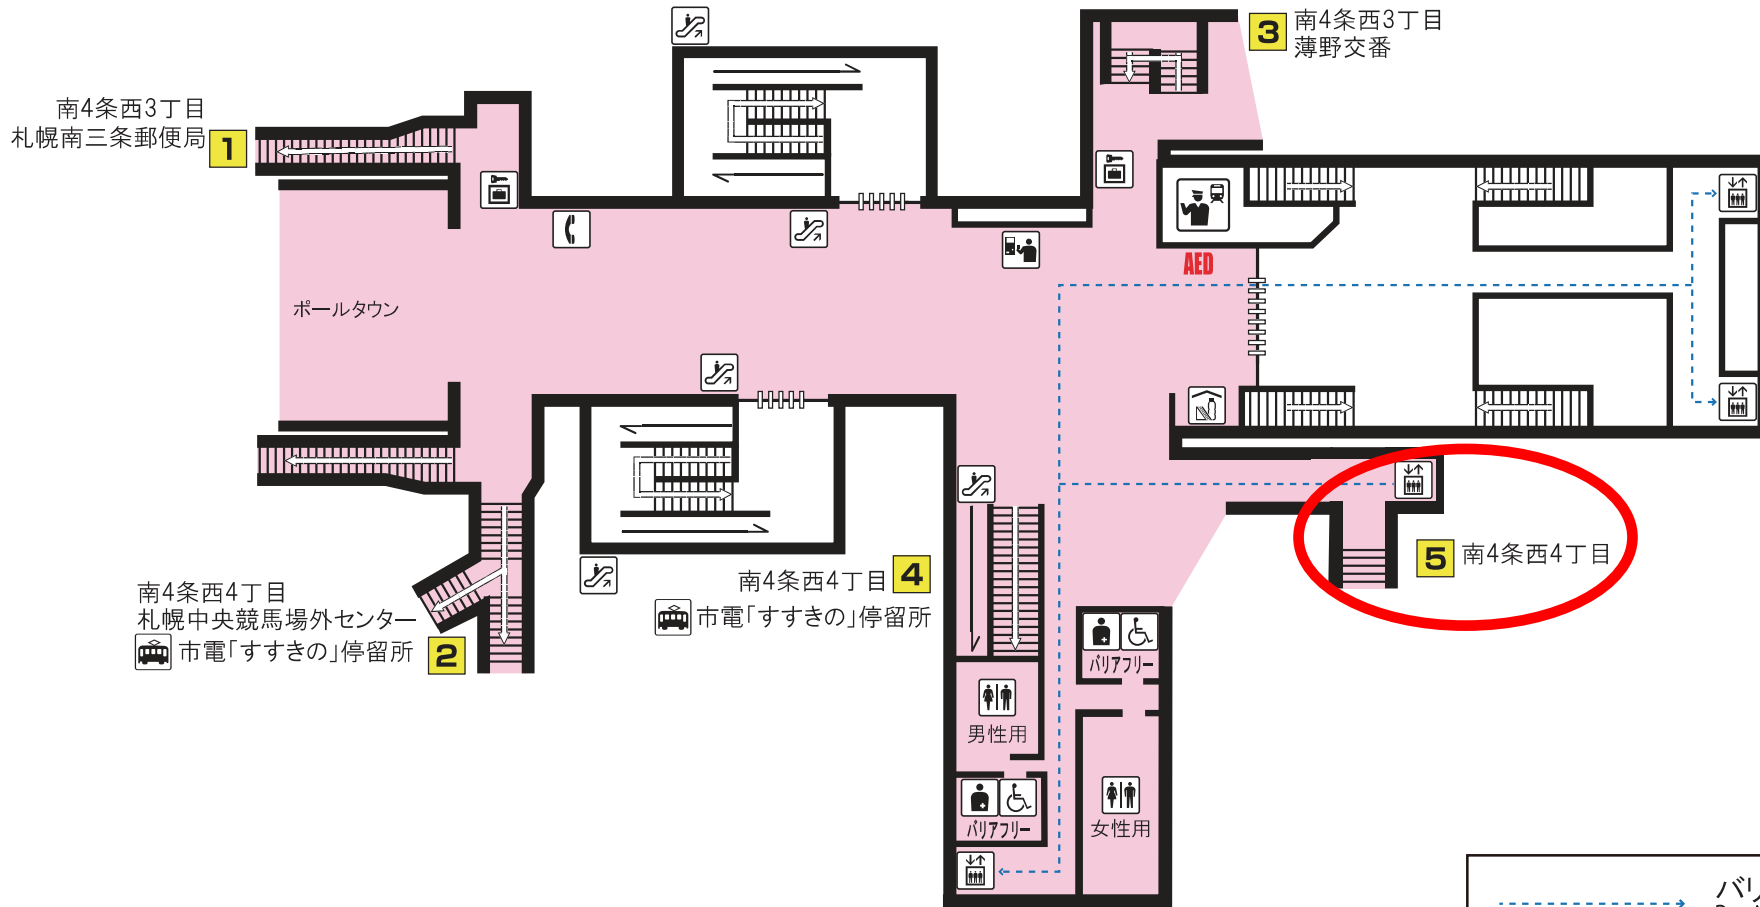 3 南4条西3丁目
薄野交番
南4条西3丁目
札幌南三条郵便局 1
AED
ポールタウン
5 南4条西4丁目
南4条西4丁目 4
市電「すすきの」停留所
南4条西4丁目
札幌中央競馬場外センター
市電「すすきの」停留所 2
バリアフリー
男性用
バリアフリー
女性用